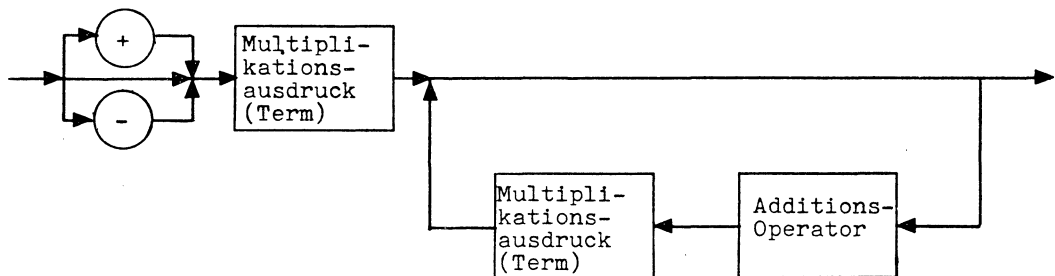 +
-
Multipli-
kations-
ausdruck
(Term)
Multipli-
kations-
ausdruck
(Term)
Additions-
Operator